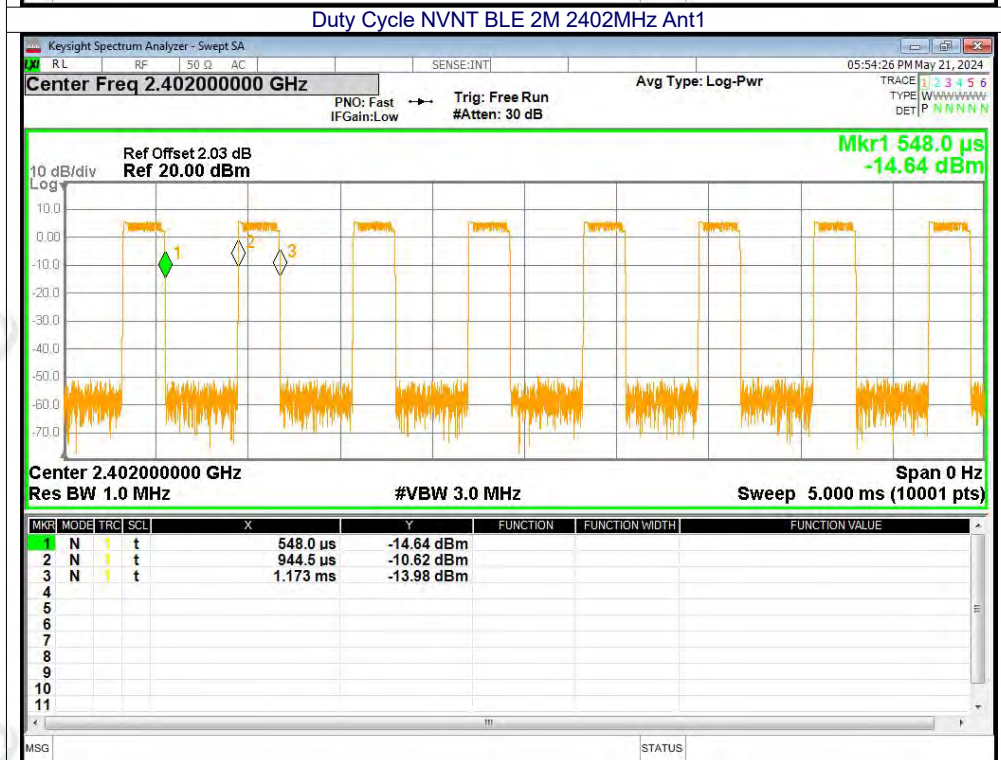 Duty Cycle NVNT BLE 2M 2402MHz Ant1
Keysight Spectrum Analyzer - Swept SA
LXI RL RF 50 Ω AC SENSE:INT 05:54:26 PM May 21, 2024
Center Freq 2.402000000 GHz Avg Type: Log-Pwr TRACE 1 2 3 4 5 6
PNO: Fast Trig: Free Run TYPE WWWWWW
IFGain:Low #Atten: 30 dB DET P N N N N N
Mkr1 548.0 µs
-14.64 dBm
Ref Offset 2.03 dB
10 dB/div Ref 20.00 dBm
Log
10.0
0.00
-10.0
-20.0
-30.0
-40.0
-50.0
-60.0
-70.0
1
2
3
Center 2.402000000 GHz Span 0 Hz
Res BW 1.0 MHz #VBW 3.0 MHz Sweep 5.000 ms (10001 pts)
MKR MODE TRC SCL X Y FUNCTION FUNCTION WIDTH FUNCTION VALUE
1 N 1 t 548.0 µs -14.64 dBm
2 N 1 t 944.5 µs -10.62 dBm
3 N 1 t 1.173 ms -13.98 dBm
4
5
6
7
8
9
10
11
MSG STATUS